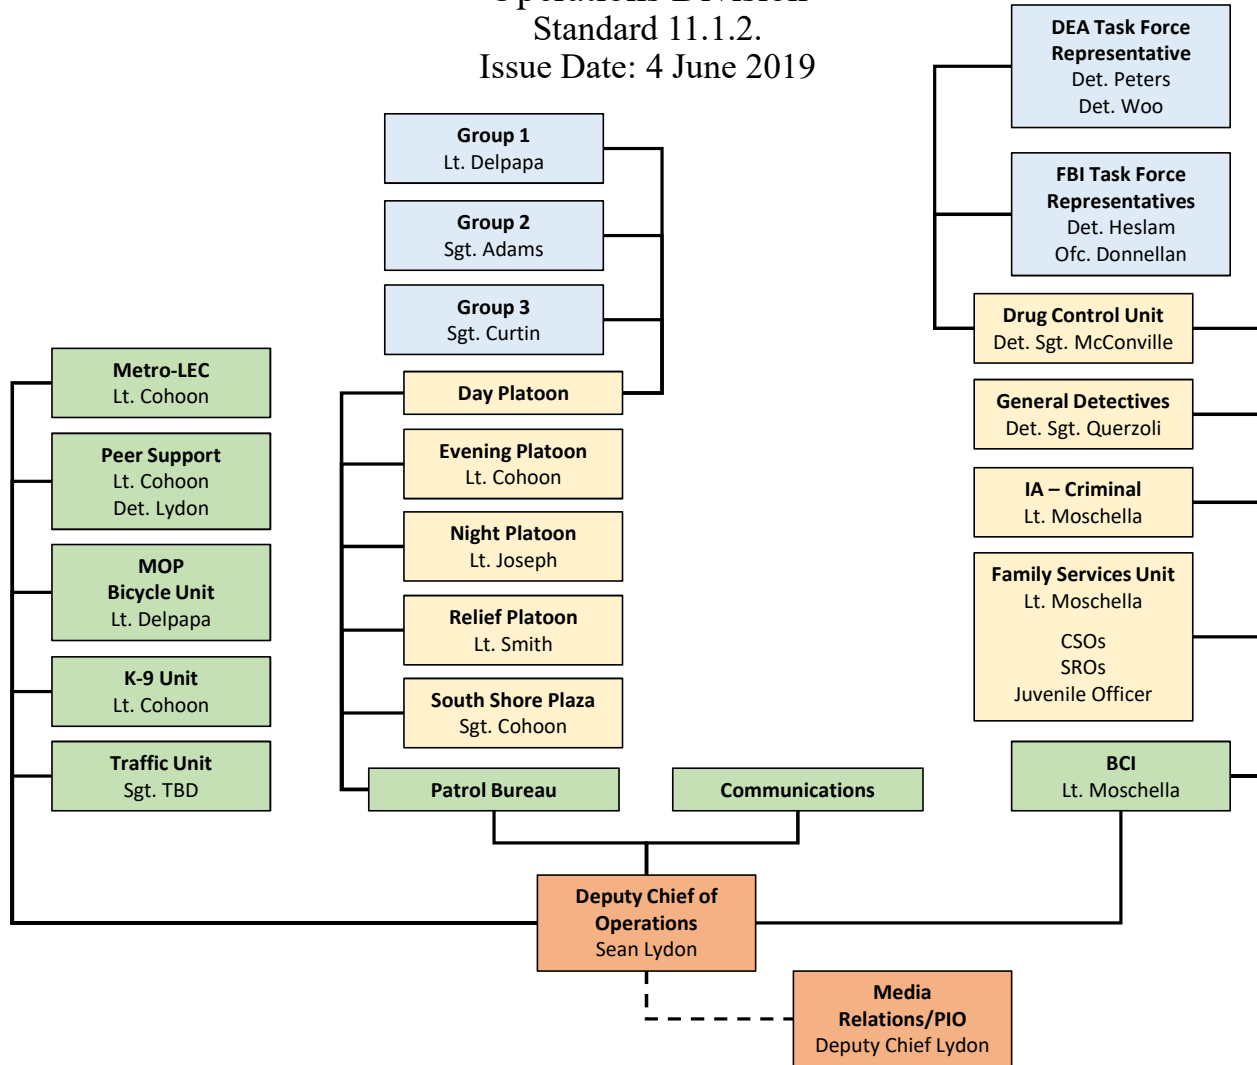 Operations Division
Standard 11.1.2.
Issue Date: 4 June 2019
DEA Task Force
Representative
Det. Peters
Det. Woo
Group 1
Lt. Delpapa
FBI Task Force
Representatives
Det. Heslam
Ofc. Donnellan
Group 2
Sgt. Adams
Group 3
Sgt. Curtin
Drug Control Unit
Det. Sgt. McConville
Metro-LEC
Lt. Cohoon
Day Platoon
General Detectives
Det. Sgt. Querzoli
Peer Support
Lt. Cohoon
Det. Lydon
Evening Platoon
Lt. Cohoon
IA – Criminal
Lt. Moschella
Night Platoon
Lt. Joseph
MOP
Bicycle Unit
Lt. Delpapa
Family Services Unit
Lt. Moschella
CSOs
SROs
Juvenile Officer
Relief Platoon
Lt. Smith
K-9 Unit
Lt. Cohoon
South Shore Plaza
Sgt. Cohoon
Traffic Unit
Sgt. TBD
Patrol Bureau
Communications
BCI
Lt. Moschella
Deputy Chief of
Operations
Sean Lydon
Media
Relations/PIO
Deputy Chief Lydon